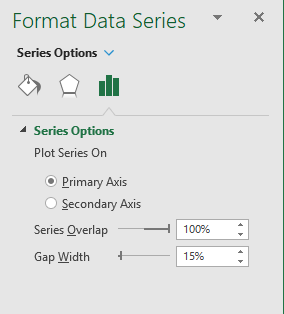 Format Data Series
Series Options
Series Options
Plot Series On
Primary Axis
Secondary Axis
Series Overlap 100%
Gap Width 15%